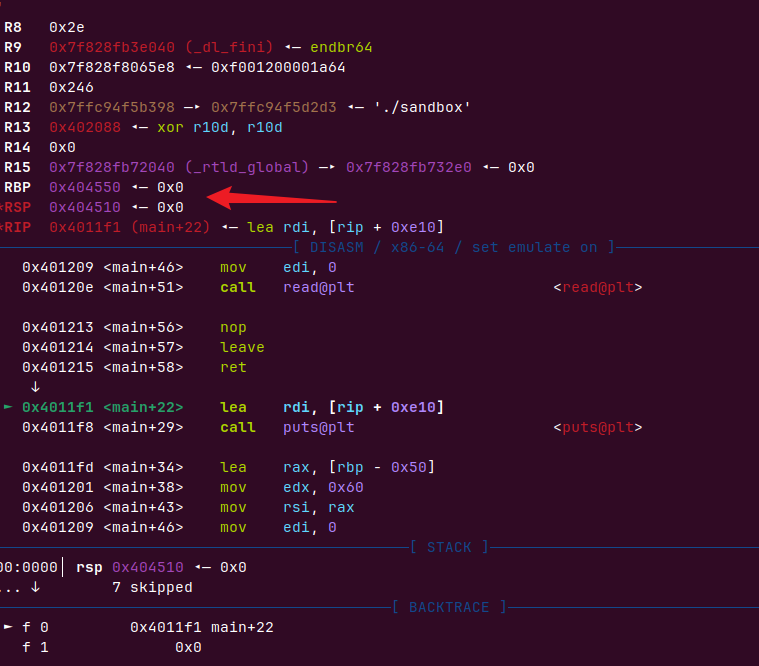 R8 0x2e
R9 0x7f828fb3e040 (_dl_fini) ◂— endbr64
R10 0x7f828f8065e8 ◂— 0xf001200001a64
R11 0x246
R12 0x7ffc94f5b398 —▸ 0x7ffc94f5d2d3 ◂— './sandbox'
R13 0x402088 ◂— xor r10d, r10d
R14 0x0
R15 0x7f828fb72040 (_rtld_global) —▸ 0x7f828fb732e0 ◂— 0x0
RBP 0x404550 ◂— 0x0
*RSP 0x404510 ◂— 0x0
*RIP 0x4011f1 (main+22) ◂— lea rdi, [rip + 0xe10]
[ DISASM / x86-64 / set emulate on ]
0x401209 <main+46> mov edi, 0
0x40120e <main+51> call read@plt <read@plt>
0x401213 <main+56> nop
0x401214 <main+57> leave
0x401215 <main+58> ret
↓
► 0x4011f1 <main+22> lea rdi, [rip + 0xe10]
0x4011f8 <main+29> call puts@plt <puts@plt>
0x4011fd <main+34> lea rax, [rbp - 0x50]
0x401201 <main+38> mov edx, 0x60
0x401206 <main+43> mov rsi, rax
0x401209 <main+46> mov edi, 0
[ STACK ]
00:0000│ rsp 0x404510 ◂— 0x0
... ↓ 7 skipped
[ BACKTRACE ]
► f 0 0x4011f1 main+22
f 1 0x0